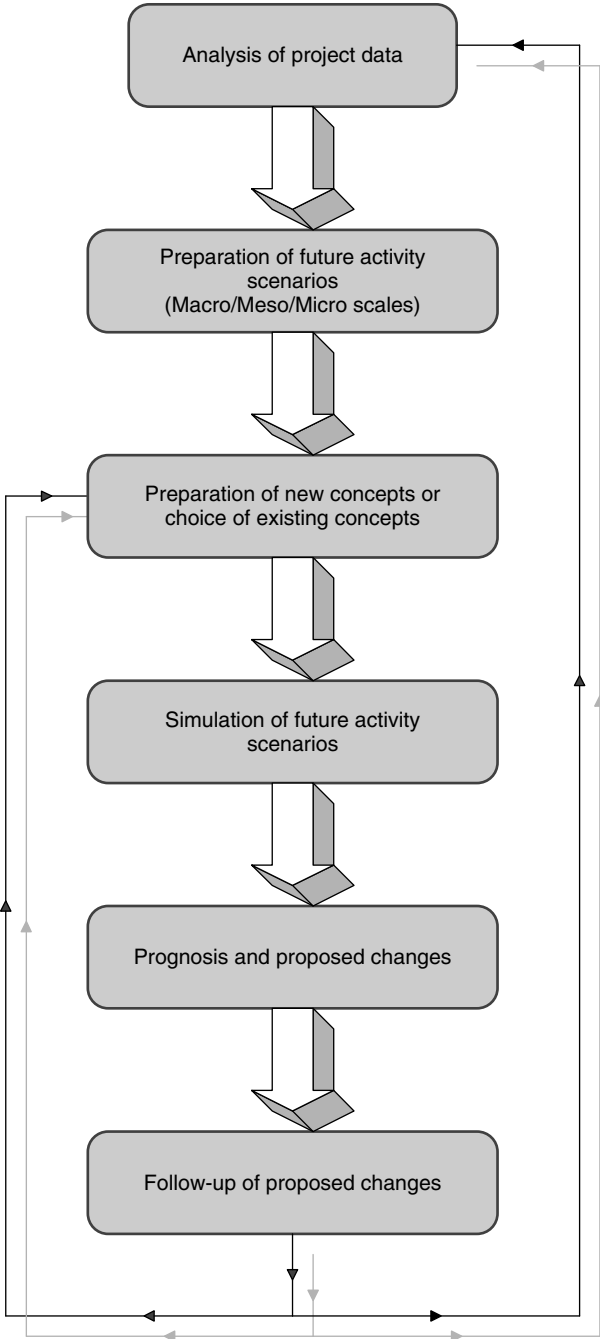 Analysis of project data
Preparation of future activity
scenarios
(Macro/Meso/Micro scales)
Preparation of new concepts or
choice of existing concepts
Simulation of future activity
scenarios
Prognosis and proposed changes
Follow-up of proposed changes